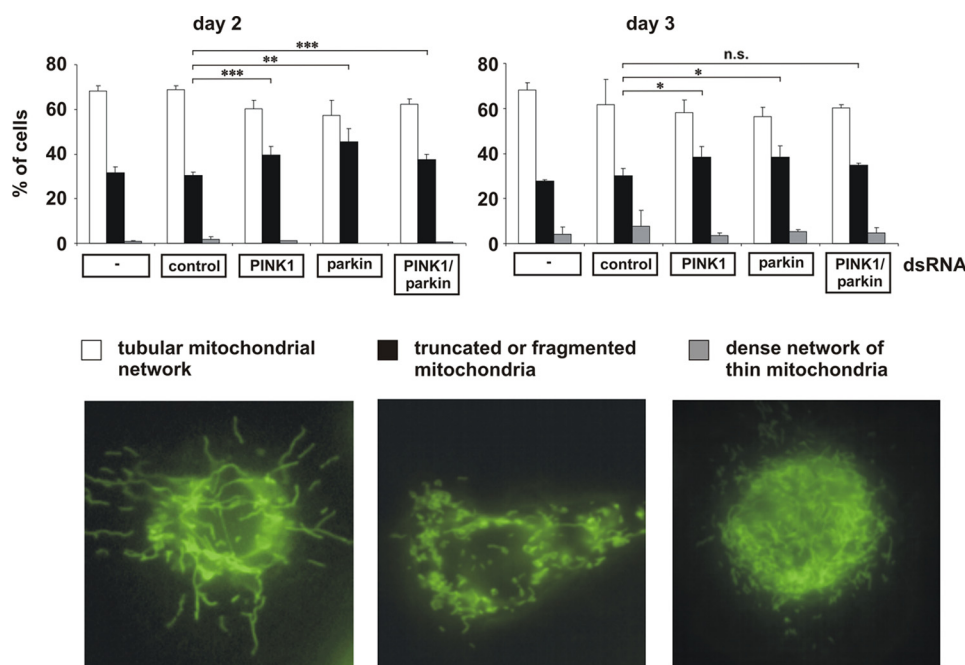 day 2
day 3
***
**
***
n.s.
*
*
% of cells
80
60
40
20
0
80
60
40
20
0
-
control
PINK1
parkin
PINK1/
parkin
-
control
PINK1
parkin
PINK1/
parkin
dsRNA
tubular mitochondrial
network
truncated or fragmented
mitochondria
dense network of
thin mitochondria